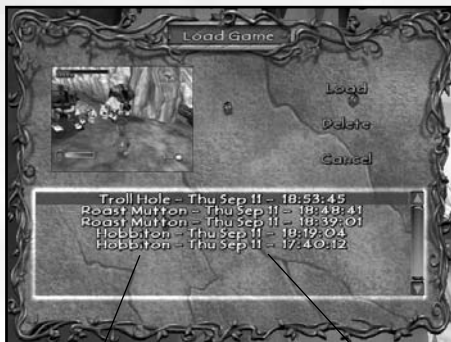 Load Game
Load
Delete
Cancel
Troll Hole - Thu Sep 11 - 18:53:45
Roast Mutton - Thu Sep 11 - 18:48:41
Roast Mutton - Thu Sep 11 - 18:39:01
Hobbiton - Thu Sep 11 - 18:19:04
Hobbiton - Thu Sep 11 - 17:40:12